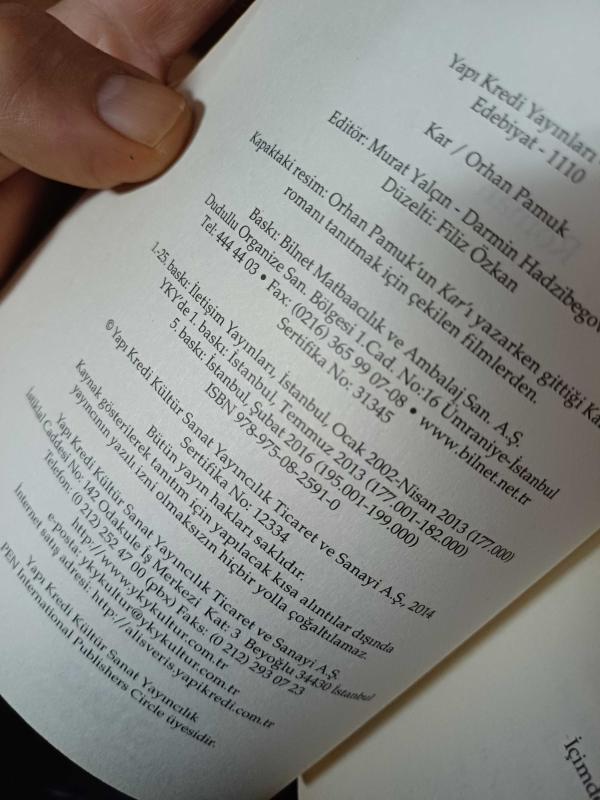 Yapı Kredi Yayınları -
Edebiyat - 1110
Kar / Orhan Pamuk
Editör: Murat Yalçın - Darmin Hadzibegov
Düzelti: Filiz Özkan
Kapaktaki resim: Orhan Pamuk'un Kar'ı yazarken gittiği
romanı tanıtmak için çekilen filmlerden.
Baskı: Bilnet Matbaacılık ve Ambalaj San. A.Ş.
Dudullu Organize San. Bölgesi 1.Cad. No:16 Ümraniye-İstanbul
Tel: 444 44 03 • Fax: (0216) 365 99 07-08 • www.bilnet.net.tr
Sertifika No: 31345
1.-25. baskı: İletişim Yayınları, İstanbul, Ocak 2002-Nisan 2013 (177.000)
YKY'de 1. baskı: İstanbul, Temmuz 2013 (177.001-182.000)
5. baskı: İstanbul, Şubat 2016 (195.001-199.000)
ISBN 978-975-08-2591-0
© Yapı Kredi Kültür Sanat Yayıncılık Ticaret ve Sanayi A.Ş., 2014
Sertifika No: 12334
Bütün yayın hakları saklıdır.
Kaynak gösterilerek tanıtım için yapılacak kısa alıntılar dışında
yayıncının yazılı izni olmaksızın hiçbir yolla çoğaltılamaz.
Yapı Kredi Kültür Sanat Yayıncılık Ticaret ve Sanayi A.Ş.
İstiklal Caddesi No: 142 Odakule İş Merkezi Kat: 3 Beyoğlu 34430 İstanbul
Telefon: (0 212) 252 47 00 (pbx) Faks: (0 212) 293 07 23
http://www.ykykultur.com.tr
e-posta: ykykultur@ykykultur.com.tr
İnternet satış adresi: http://alisveris.yapikredi.com.tr
Yapı Kredi Kültür Sanat Yayıncılık
PEN International Publishers Circle üyesidir.